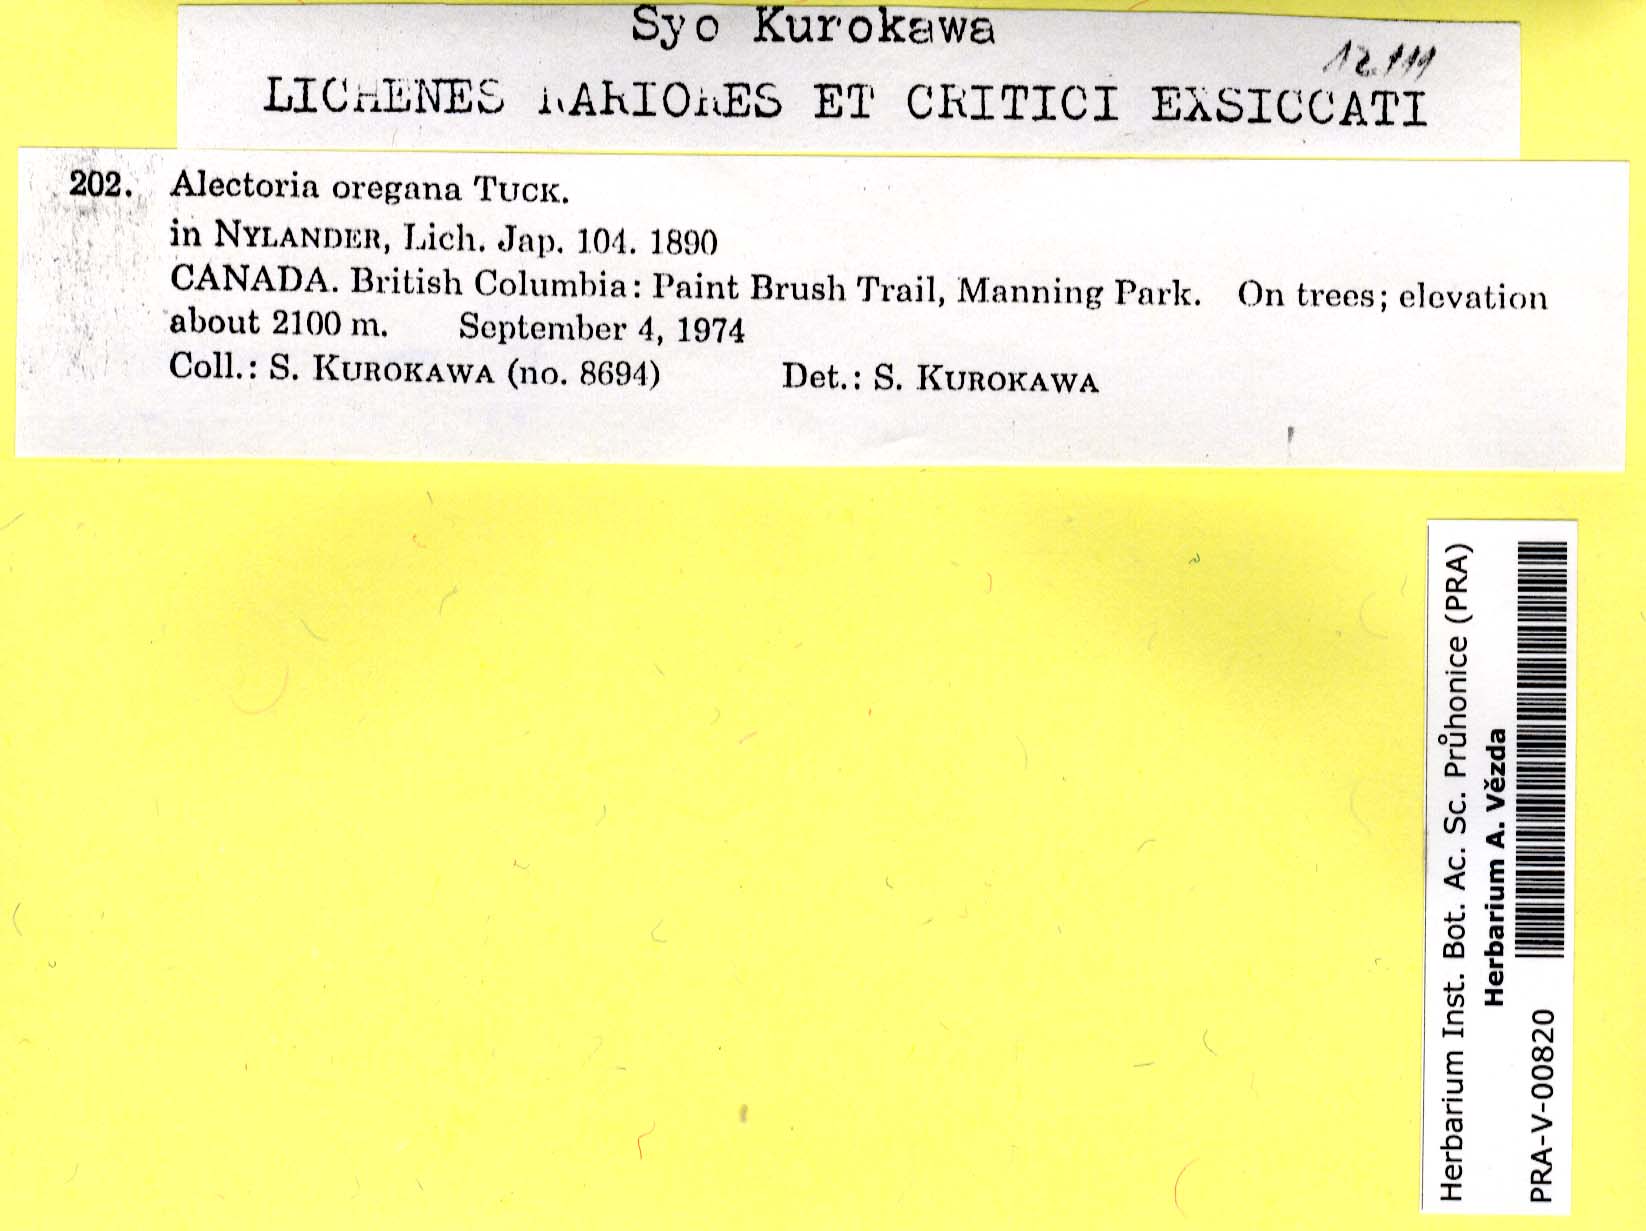 Syo Kurokawa
12.111
LICHENES RARIORES ET CRITICI EXSICCATI
202. Alectoria oregana TUCK.
in NYLANDER, Lich. Jap. 104. 1890
CANADA. British Columbia: Paint Brush Trail, Manning Park. On trees; elevation
about 2100 m. September 4, 1974
Coll.: S. KUROKAWA (no. 8694) Det.: S. KUROKAWA
Herbarium Inst. Bot. Ac. Sc. Průhonice (PRA)
Herbarium A. Vězda
PRA-V-00820